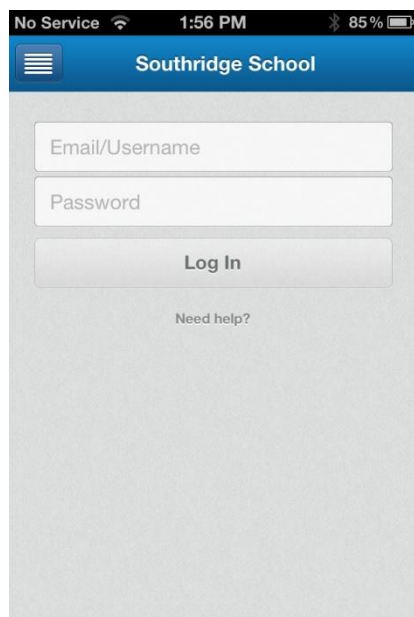 No Service 1:56 PM 85%
Southridge School
Email/Username
Password
Log In
Need help?